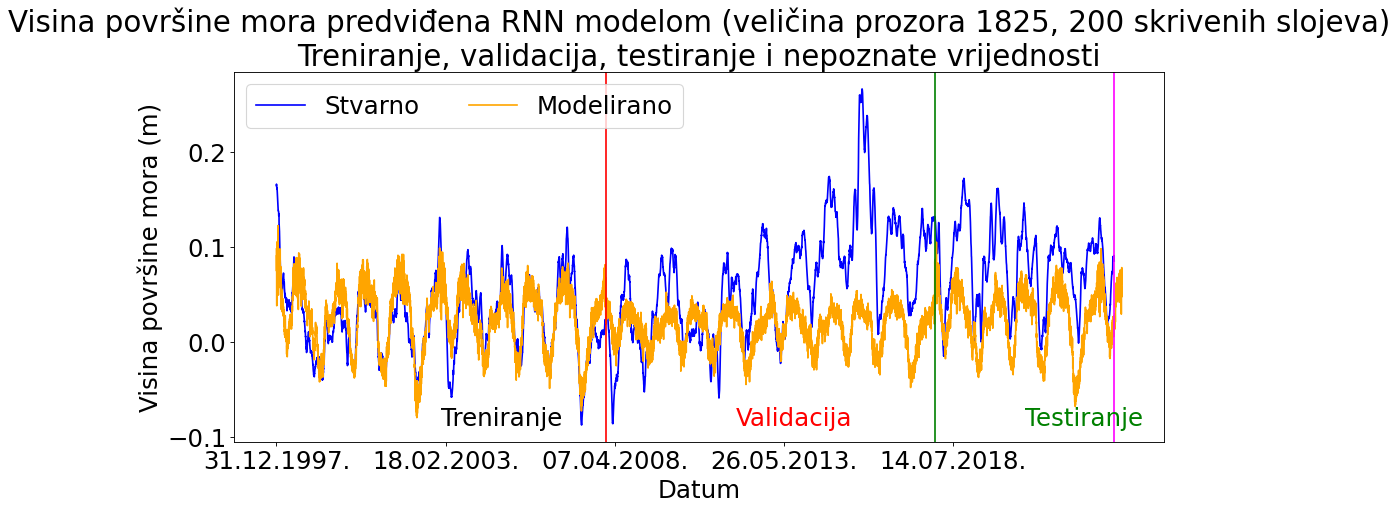 Visina površine mora predviđena RNN modelom (veličina prozora 1825, 200 skrivenih slojeva)
Treniranje, validacija, testiranje i nepoznate vrijednosti
Stvarno Modelirano
Visina površine mora (m)
0.2
0.1
0.0
−0.1
Treniranje Validacija Testiranje
31.12.1997. 18.02.2003. 07.04.2008. 26.05.2013. 14.07.2018.
Datum